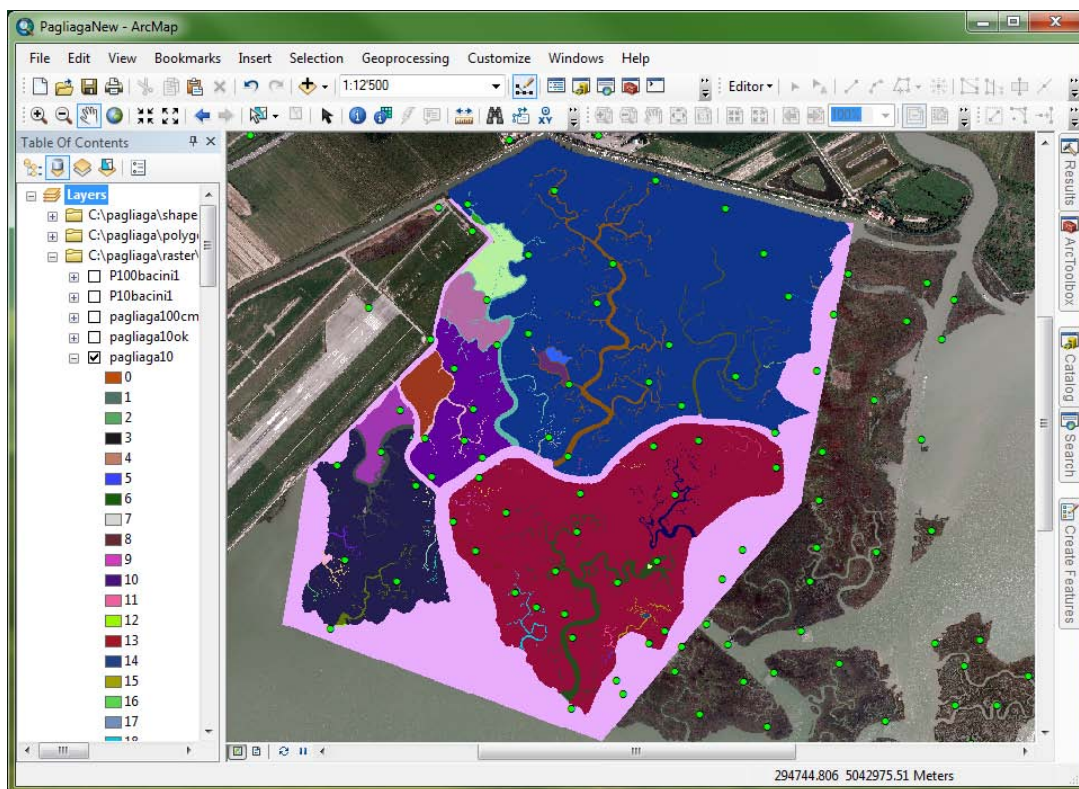 PagliagaNew - ArcMap
File Edit View Bookmarks Insert Selection Geoprocessing Customize Windows Help
1:12'500
Editor
100%
Table Of Contents
Layers
C:\pagliaga\shape
C:\pagliaga\polyg
C:\pagliaga\raster\
P100bacini1
P10bacini1
pagliaga100cm
pagliaga10ok
pagliaga10
0
1
2
3
4
5
6
7
8
9
10
11
12
13
14
15
16
17
18
Results
ArcToolbox
Catalog
Search
Create Features
294744.806 5042975.51 Meters